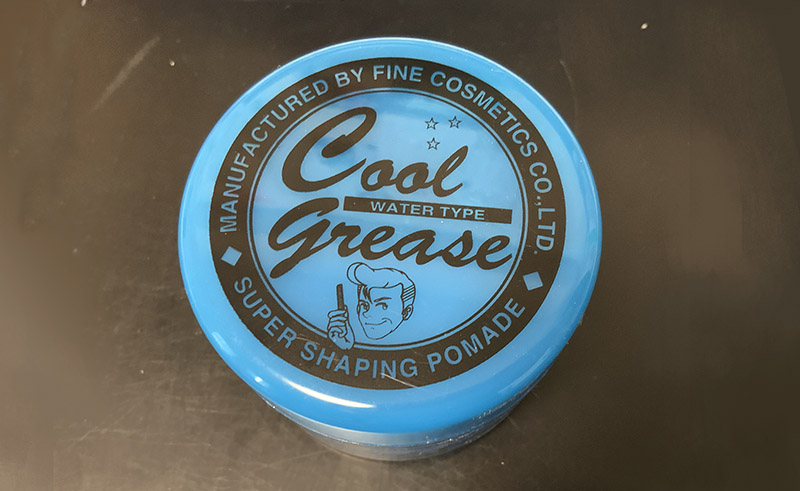 MANUFACTURED BY FINE COSMETICS CO.,LTD.
Cool
WATER TYPE
Grease
SUPER SHAPING POMADE